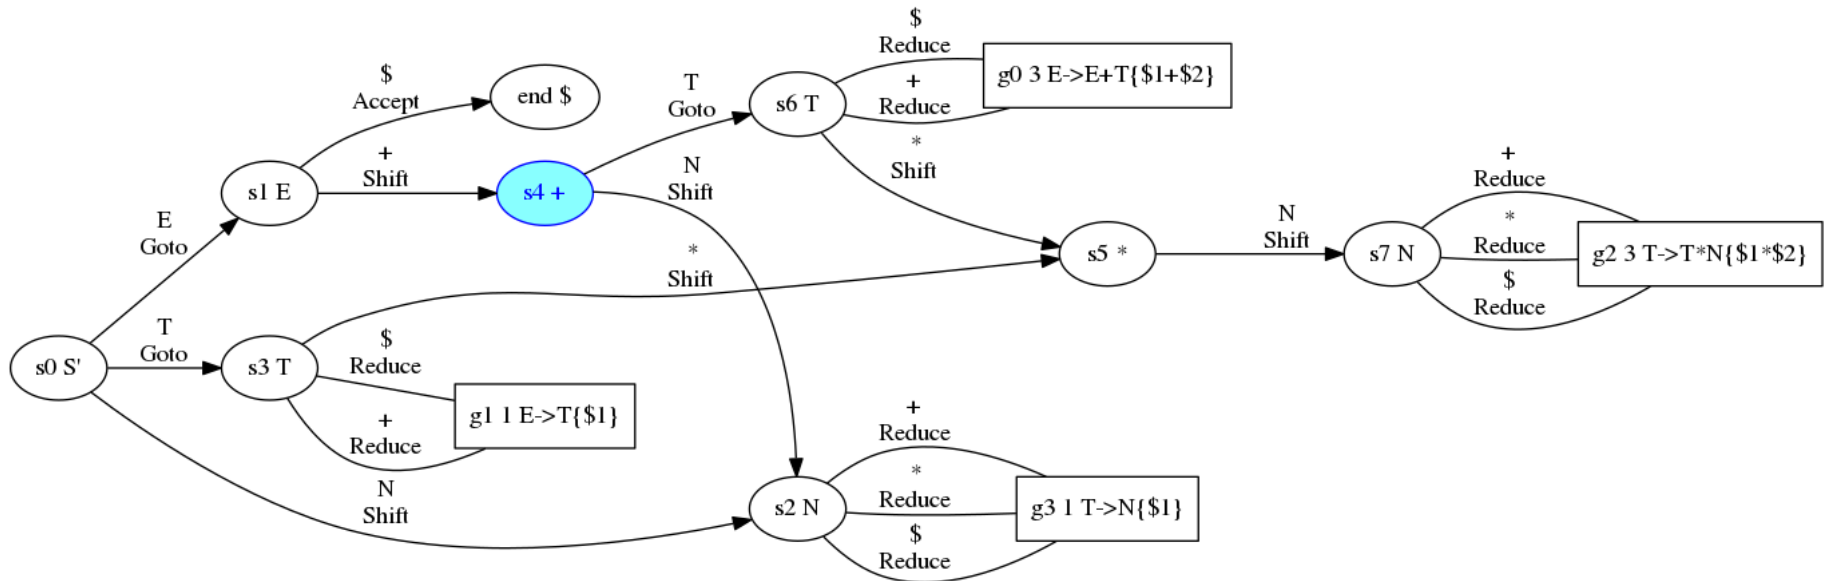 $
Reduce
g0 3 E->E+T{$1+$2}
+
Reduce
s6 T
T
Goto
$
Accept
end $
*
Shift
+
Shift
N
Shift
s1 E
s4 +
+
Reduce
*
Reduce
g2 3 T->T*N{$1*$2}
$
Reduce
s7 N
N
Shift
s5 *
E
Goto
*
Shift
T
Goto
s0 S'
s3 T
$
Reduce
g1 1 E->T{$1}
+
Reduce
N
Shift
+
Reduce
*
Reduce
s2 N
g3 1 T->N{$1}
$
Reduce